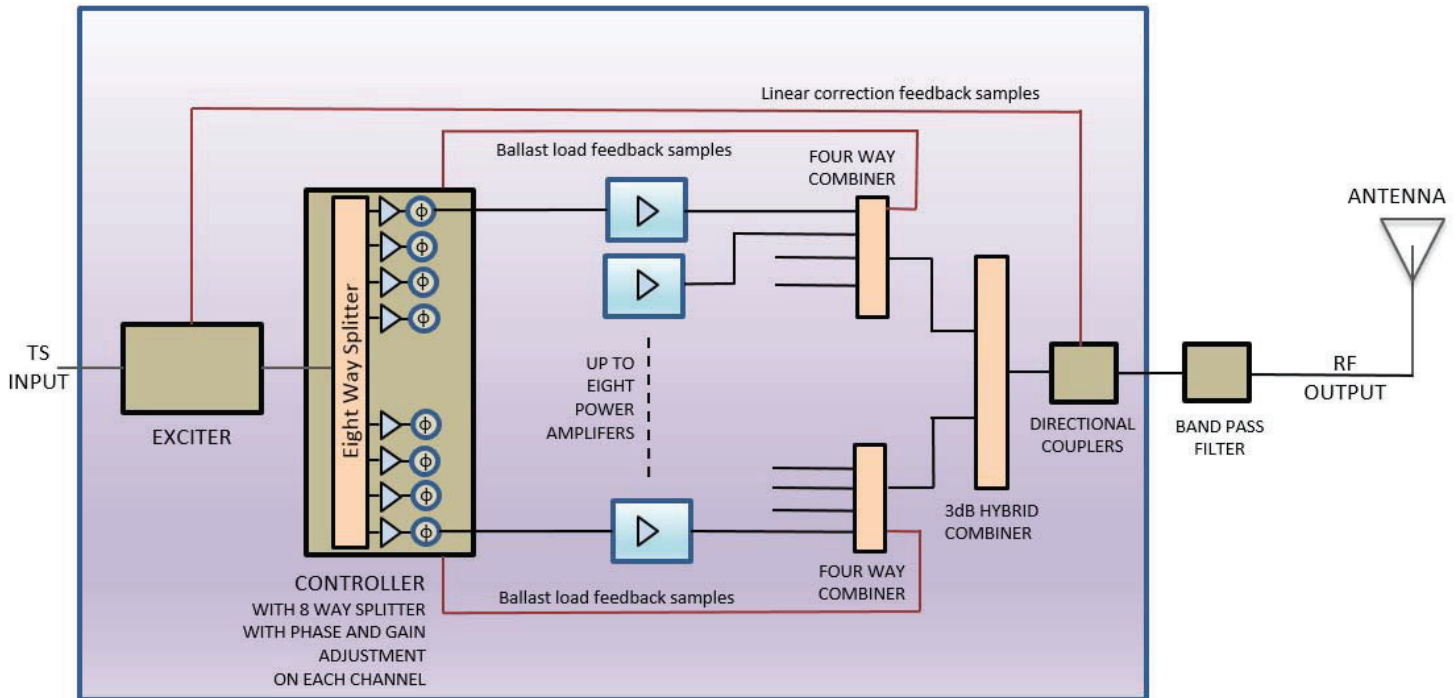 Linear correction feedback samples
Ballast load feedback samples
FOUR WAY
COMBINER
ANTENNA
Eight Way Splitter
ϕ
ϕ
ϕ
ϕ
TS
INPUT
UP TO
EIGHT
POWER
AMPLIFERS
RF
OUTPUT
EXCITER
DIRECTIONAL
COUPLERS
BAND PASS
FILTER
ϕ
ϕ
ϕ
ϕ
3dB HYBRID
COMBINER
FOUR WAY
COMBINER
CONTROLLER
WITH 8 WAY SPLITTER
WITH PHASE AND GAIN
ADJUSTMENT
ON EACH CHANNEL
Ballast load feedback samples